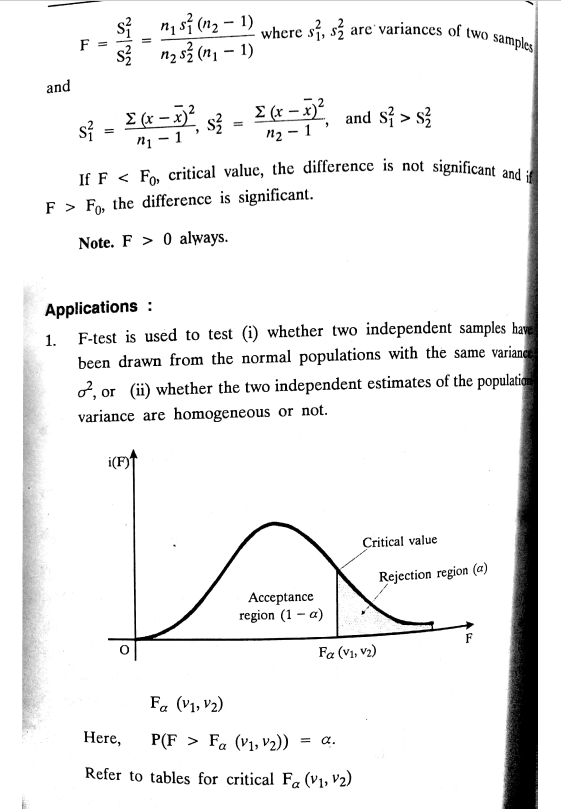 F = S₁²/S₂² = n₁ s₁² (n₂ − 1) / n₂ s₂² (n₁ − 1) where s₁², s₂² are variances of two samples
and
S₁² = Σ (x − x̄)² / n₁ − 1 , S₂² = Σ (x − x̄)² / n₂ − 1 , and S₁² > S₂²
If F < F₀, critical value, the difference is not significant and if
F > F₀, the difference is significant.
Note. F > 0 always.
Applications :
1. F-test is used to test (i) whether two independent samples have
been drawn from the normal populations with the same variance
σ², or (ii) whether the two independent estimates of the population
variance are homogeneous or not.
i(F)
Critical value
Rejection region (α)
Acceptance
region (1 − α)
O
Fα (ν₁, ν₂)
F
Fα (ν₁, ν₂)
Here, P(F > Fα (ν₁, ν₂)) = α.
Refer to tables for critical Fα (ν₁, ν₂)